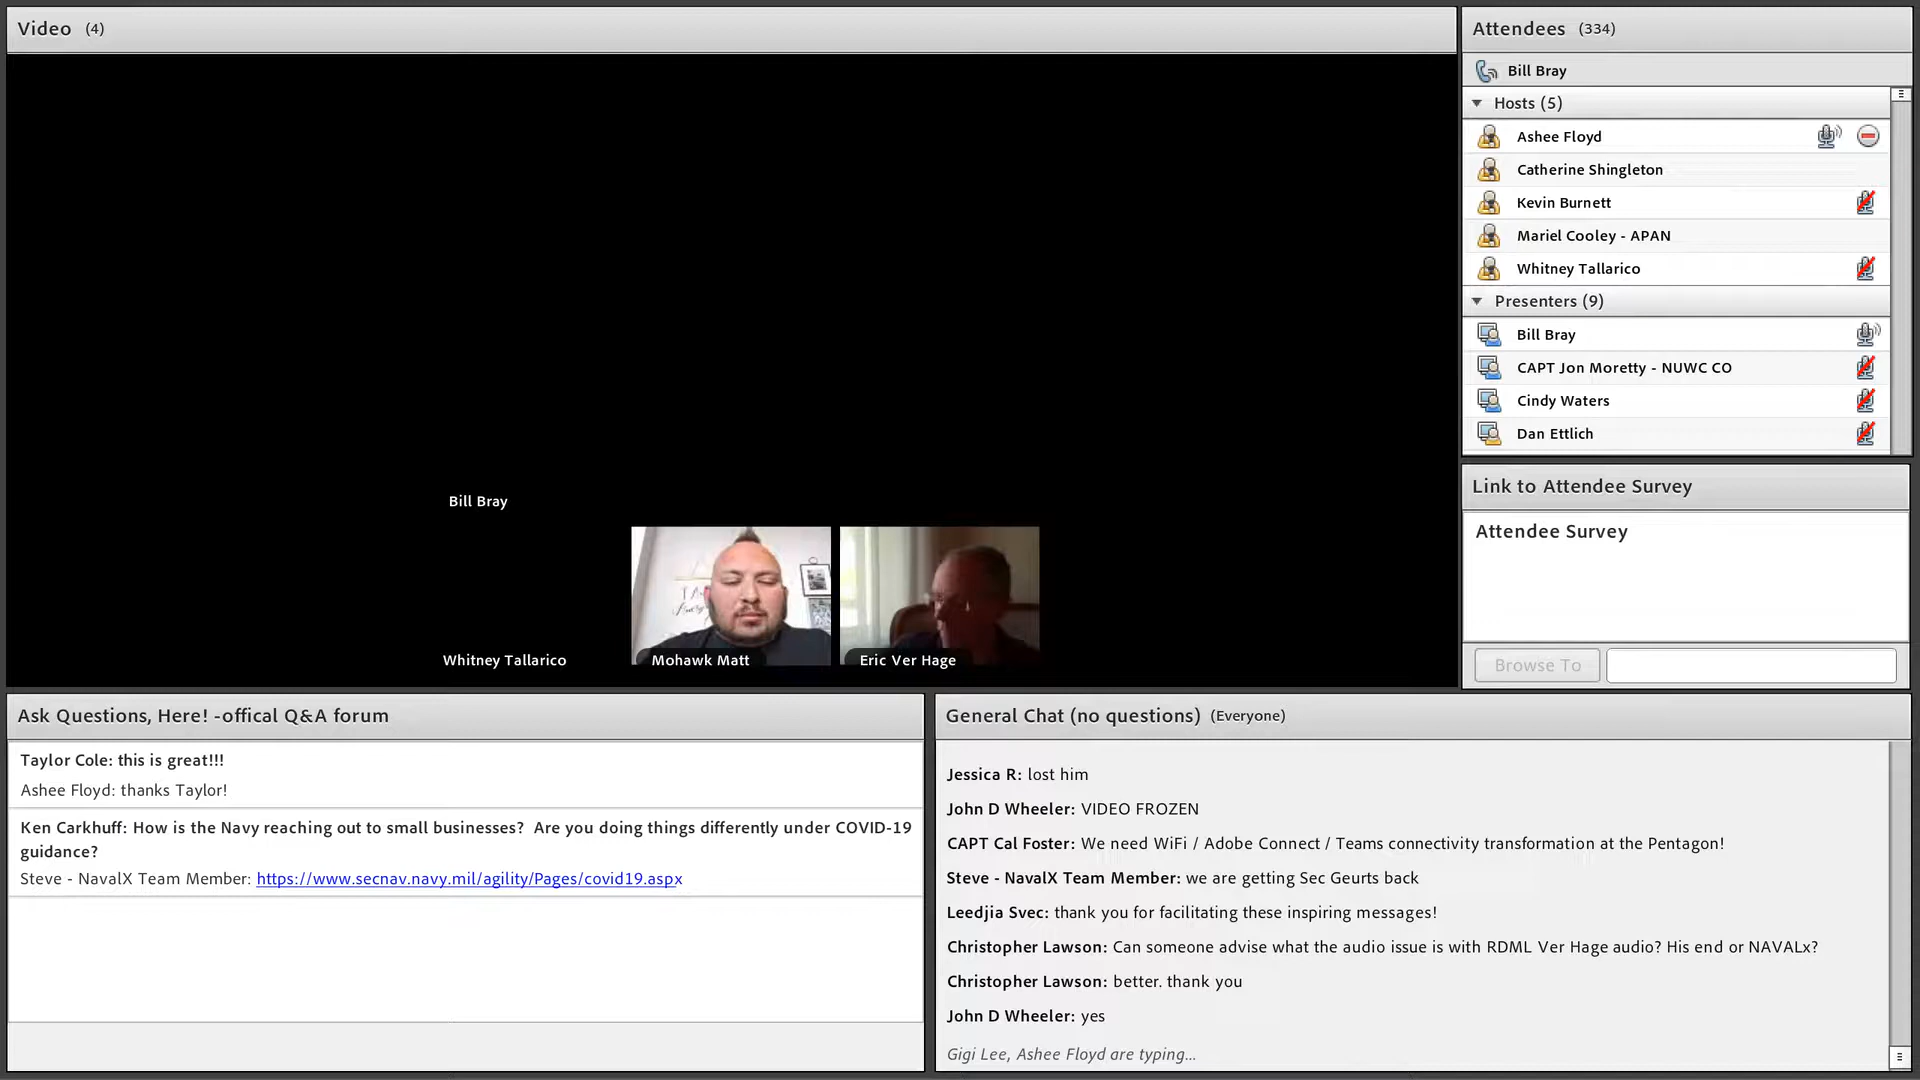 Video (4)
Bill Bray
Whitney Tallarico
Mohawk Matt
Eric Ver Hage
Attendees (334)
Bill Bray
Hosts (5)
Ashee Floyd
Catherine Shingleton
Kevin Burnett
Mariel Cooley - APAN
Whitney Tallarico
Presenters (9)
Bill Bray
CAPT Jon Moretty - NUWC CO
Cindy Waters
Dan Ettlich
Link to Attendee Survey
Attendee Survey
Browse To
Ask Questions, Here! -offical Q&A forum
Taylor Cole: this is great!!!
Ashee Floyd: thanks Taylor!
Ken Carkhuff: How is the Navy reaching out to small businesses? Are you doing things differently under COVID-19
guidance?
Steve - NavalX Team Member: https://www.secnav.navy.mil/agility/Pages/covid19.aspx
General Chat (no questions) (Everyone)
Jessica R: lost him
John D Wheeler: VIDEO FROZEN
CAPT Cal Foster: We need WiFi / Adobe Connect / Teams connectivity transformation at the Pentagon!
Steve - NavalX Team Member: we are getting Sec Geurts back
Leedjia Svec: thank you for facilitating these inspiring messages!
Christopher Lawson: Can someone advise what the audio issue is with RDML Ver Hage audio? His end or NAVALx?
Christopher Lawson: better. thank you
John D Wheeler: yes
Gigi Lee, Ashee Floyd are typing...